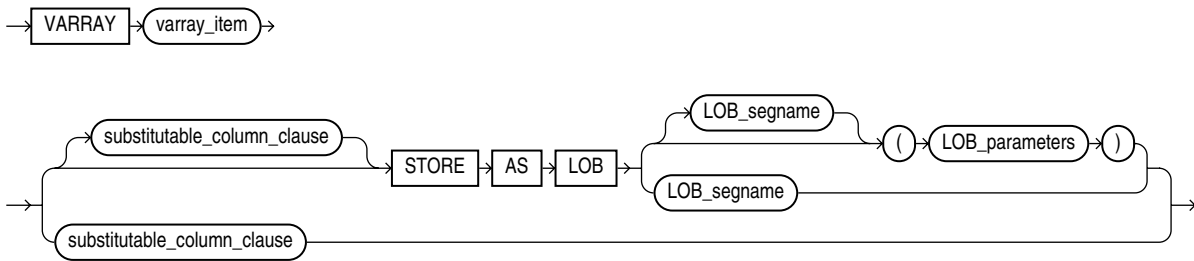 VARRAY varray_item
LOB_segname
substitutable_column_clause ( LOB_parameters )
STORE AS LOB
LOB_segname
substitutable_column_clause